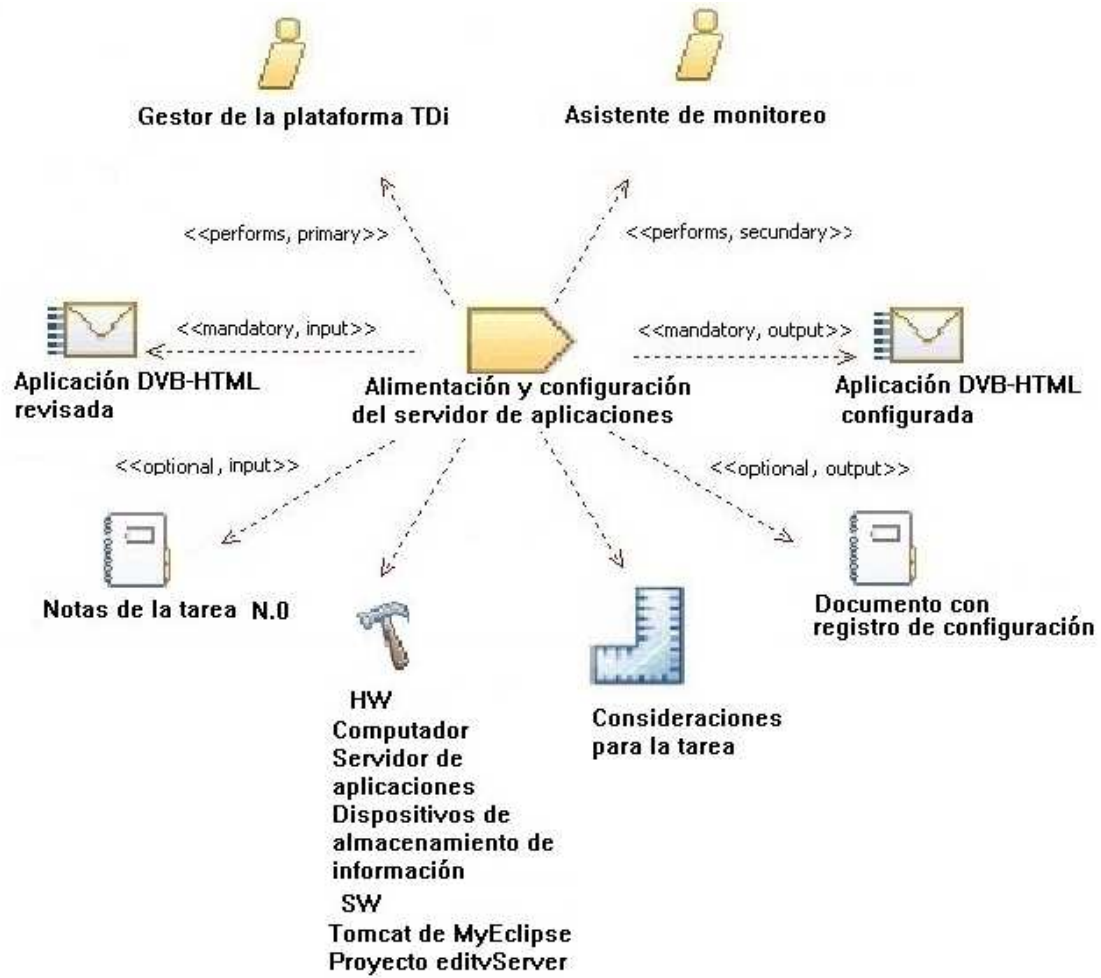 Gestor de la plataforma TDi
Asistente de monitoreo
<<performs, primary>>
<<performs, secundary>>
<<mandatory, input>>
<<mandatory, output>>
Aplicación DVB-HTML
revisada
Alimentación y configuración
del servidor de aplicaciones
Aplicación DVB-HTML
configurada
<<optional, input>>
<<optional, output>>
Notas de la tarea N.0
Documento con
registro de configuración
HW
Computador
Servidor de
aplicaciones
Dispositivos de
almacenamiento de
información
SW
Tomcat de MyEclipse
Proyecto editvServer
Consideraciones
para la tarea